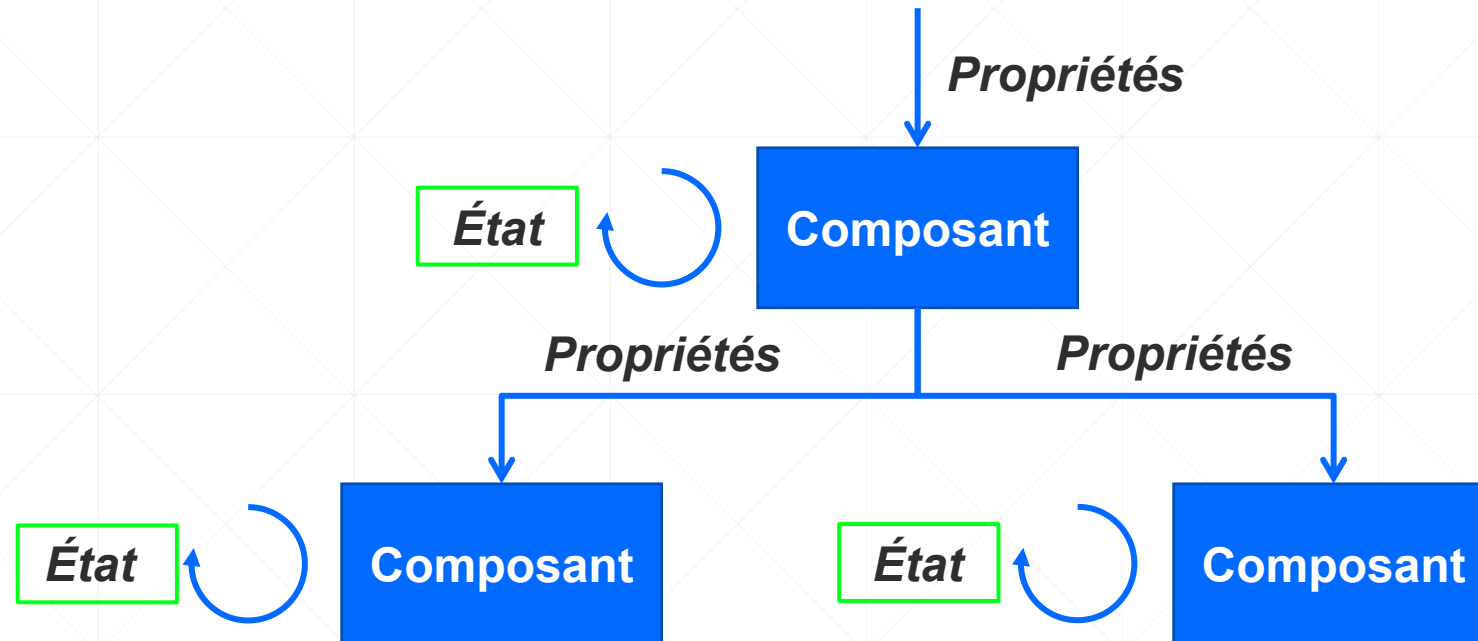 Propriétés
État
Composant
Propriétés
Propriétés
État
Composant
État
Composant